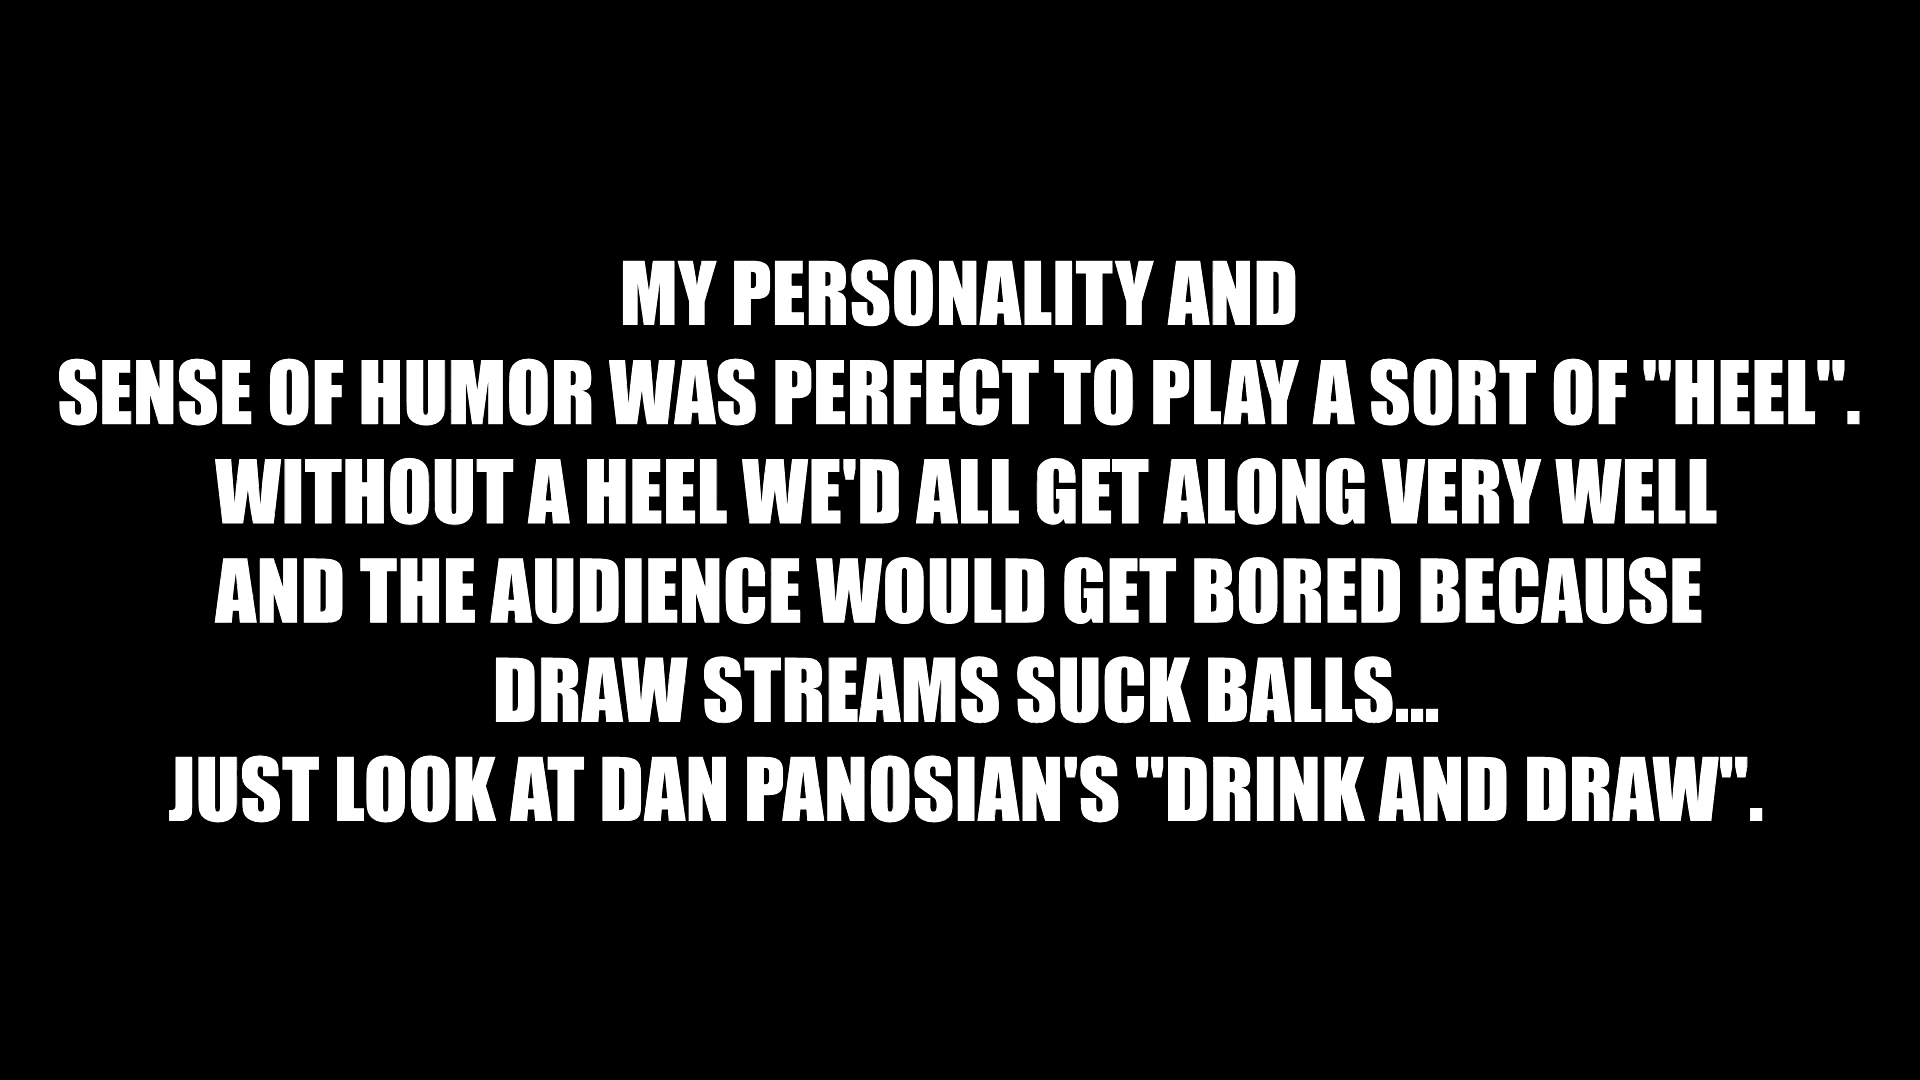 MY PERSONALITY AND
SENSE OF HUMOR WAS PERFECT TO PLAY A SORT OF "HEEL".
WITHOUT A HEEL WE'D ALL GET ALONG VERY WELL
AND THE AUDIENCE WOULD GET BORED BECAUSE
DRAW STREAMS SUCK BALLS...
JUST LOOK AT DAN PANOSIAN'S "DRINK AND DRAW".